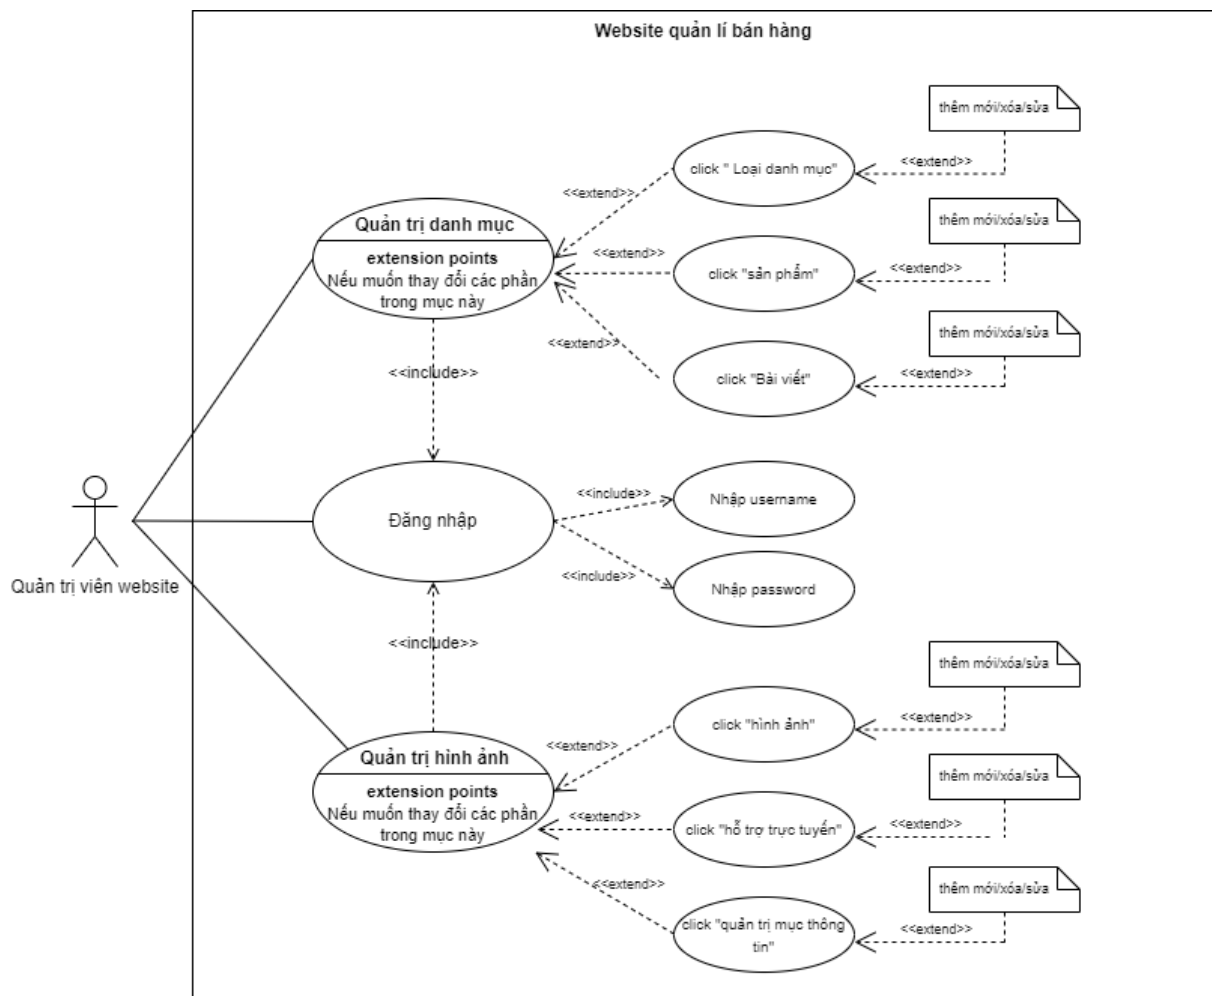 Website quản lí bán hàng
thêm mới/xóa/sửa
<<extend>>
click " Loại danh mục"
<<extend>>
Quản trị danh mục
extension points
Nếu muốn thay đổi các phần
trong mục này
thêm mới/xóa/sửa
<<extend>>
click "sản phẩm"
<<extend>>
thêm mới/xóa/sửa
<<extend>>
click "Bài viết"
<<extend>>
<<include>>
Đăng nhập
<<include>>
Nhập username
<<include>>
Nhập password
Quản trị viên website
<<include>>
thêm mới/xóa/sửa
<<extend>>
click "hình ảnh"
<<extend>>
Quản trị hình ảnh
extension points
Nếu muốn thay đổi các phần
trong mục này
thêm mới/xóa/sửa
<<extend>>
click "hỗ trợ trực tuyến"
<<extend>>
thêm mới/xóa/sửa
<<extend>>
click "quản trị mục thông
tin"
<<extend>>